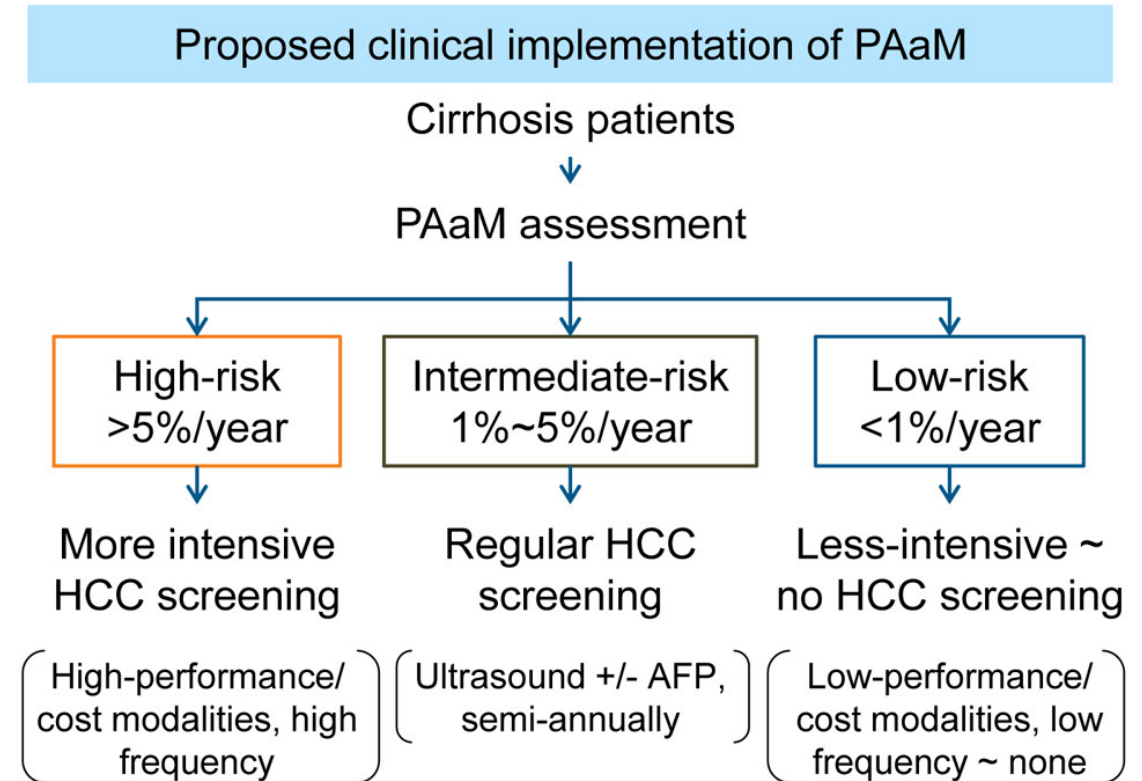 Proposed clinical implementation of PAaM
Cirrhosis patients
PAaM assessment
High-risk
>5%/year
Intermediate-risk
1%~5%/year
Low-risk
<1%/year
More intensive
HCC screening
Regular HCC
screening
Less-intensive ~
no HCC screening
High-performance/
cost modalities, high
frequency
Ultrasound +/- AFP,
semi-annually
Low-performance/
cost modalities, low
frequency ~ none